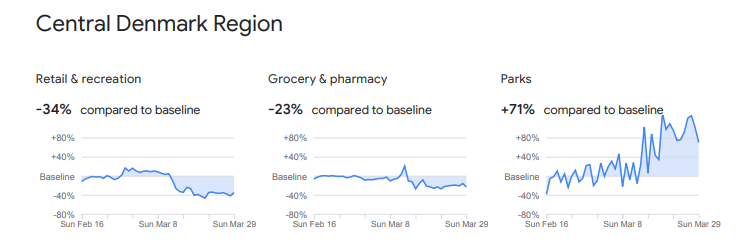 Central Denmark Region
Retail & recreation
-34% compared to baseline
+80%
+40%
Baseline
-40%
-80%
Sun Feb 16 Sun Mar 8 Sun Mar 29
Grocery & pharmacy
-23% compared to baseline
+80%
+40%
Baseline
-40%
-80%
Sun Feb 16 Sun Mar 8 Sun Mar 29
Parks
+71% compared to baseline
+80%
+40%
Baseline
-40%
-80%
Sun Feb 16 Sun Mar 8 Sun Mar 29